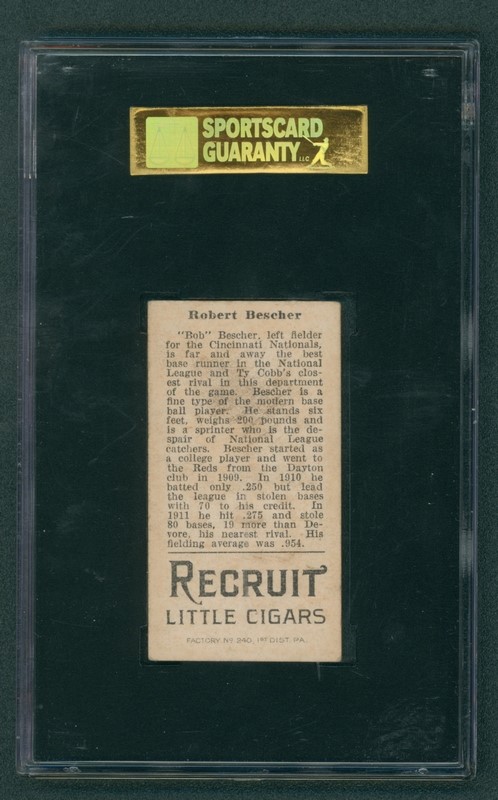 SPORTSCARD
GUARANTY LLC
Robert Bescher
"Bob" Bescher, left fielder
for the Cincinnati Nationals,
is far and away the best
base runner in the National
League and Ty Cobb's clos-
est rival in this department
of the game. Bescher is a
fine type of the modern base
ball player. He stands six
feet, weighs 200 pounds and
is a sprinter who is the de-
spair of National League
catchers. Bescher started as
a college player and went to
the Reds from the Dayton
club in 1909. In 1910 he
batted only .250 but lead
the league in stolen bases
with 70 to his credit. In
1911 he hit .275 and stole
80 bases, 19 more than De-
vore, his nearest rival. His
fielding average was .954.
RECRUIT
LITTLE CIGARS
FACTORY No 240, 1ST DIST. PA.